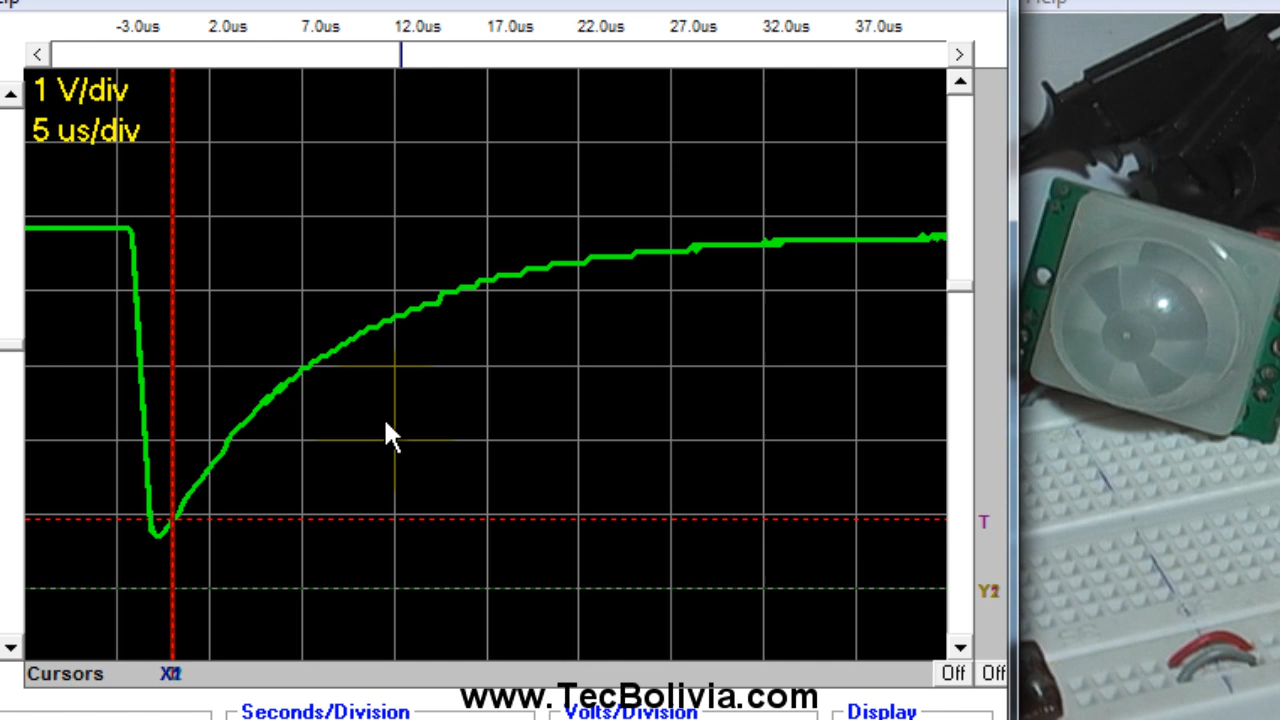 Help
-3.0us 2.0us 7.0us 12.0us 17.0us 22.0us 27.0us 32.0us 37.0us
1 V/div
5 us/div
T
Cursors
Off Off
www.TecBolivia.com
Seconds/Division Volts/Division Display